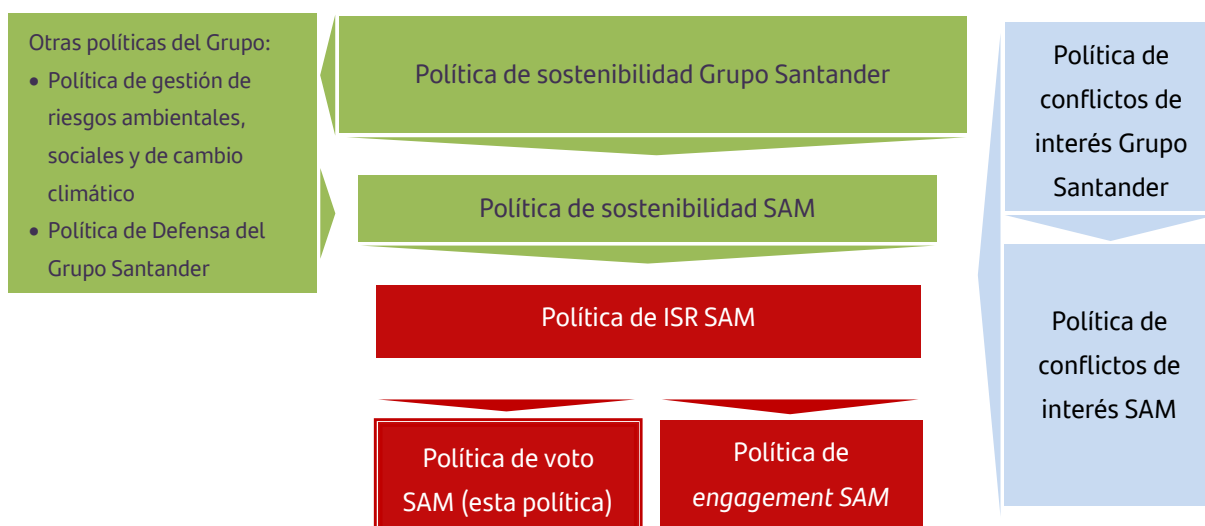 Otras políticas del Grupo:
• Política de gestión de
riesgos ambientales,
sociales y de cambio
climático
• Política de Defensa del
Grupo Santander
Política de sostenibilidad Grupo Santander
Política de sostenibilidad SAM
Política de ISR SAM
Política de voto
SAM (esta política)
Política de
engagement SAM
Política de
conflictos de
interés Grupo
Santander
Política de
conflictos de
interés SAM